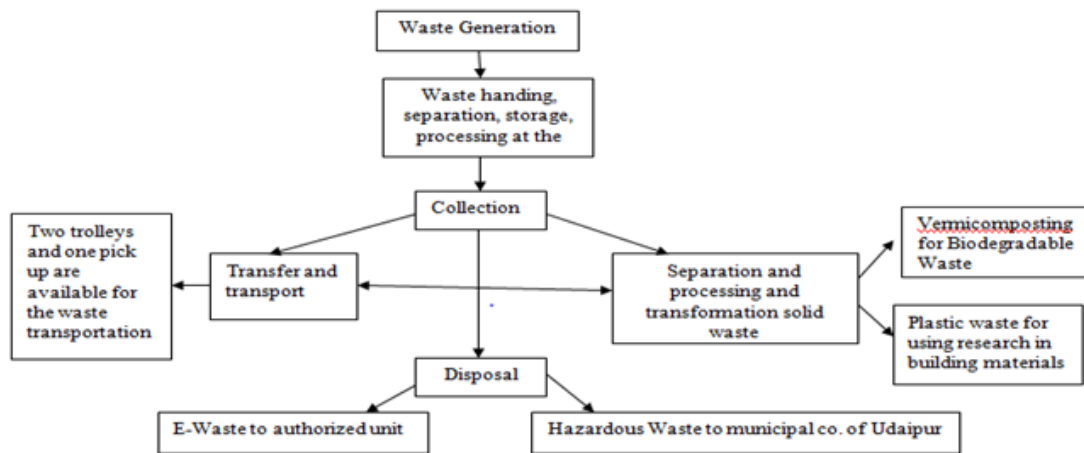 Waste Generation
Waste handing,
separation, storage,
processing at the
Collection
Two trolleys
and one pick
up are
available for
the waste
transportation
Transfer and
transport
Separation and
processing and
transformation solid
waste
Vermicomposting
for Biodegradable
Waste
Plastic waste for
using research in
building materials
Disposal
E-Waste to authorized unit
Hazardous Waste to municipal co. of Udaipur